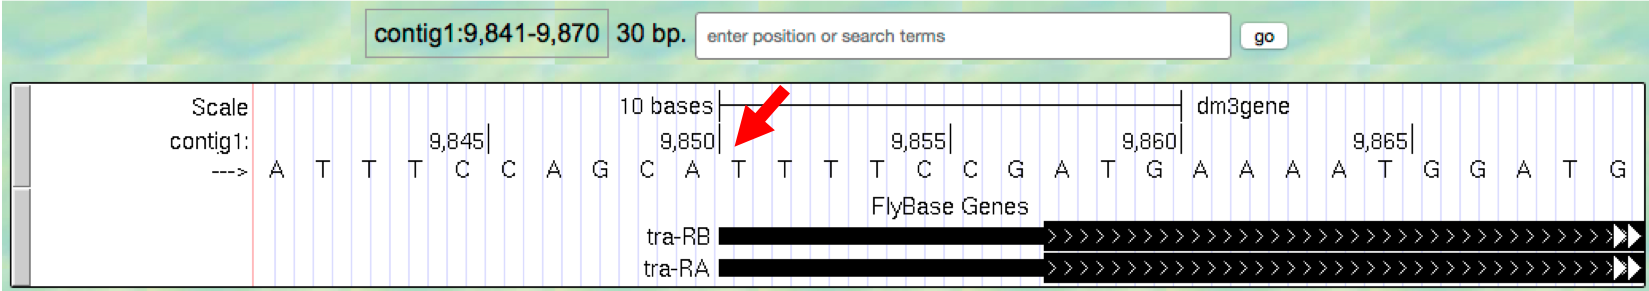 contig1:9,841-9,870 30 bp. enter position or search terms go
Scale 10 bases dm3gene
contig1: 9,845 9,850 9,855 9,860 9,865
---> A T T T C C A G C A T T T T C C G A T G A A A A T G G A T G
FlyBase Genes
tra-RB
tra-RA